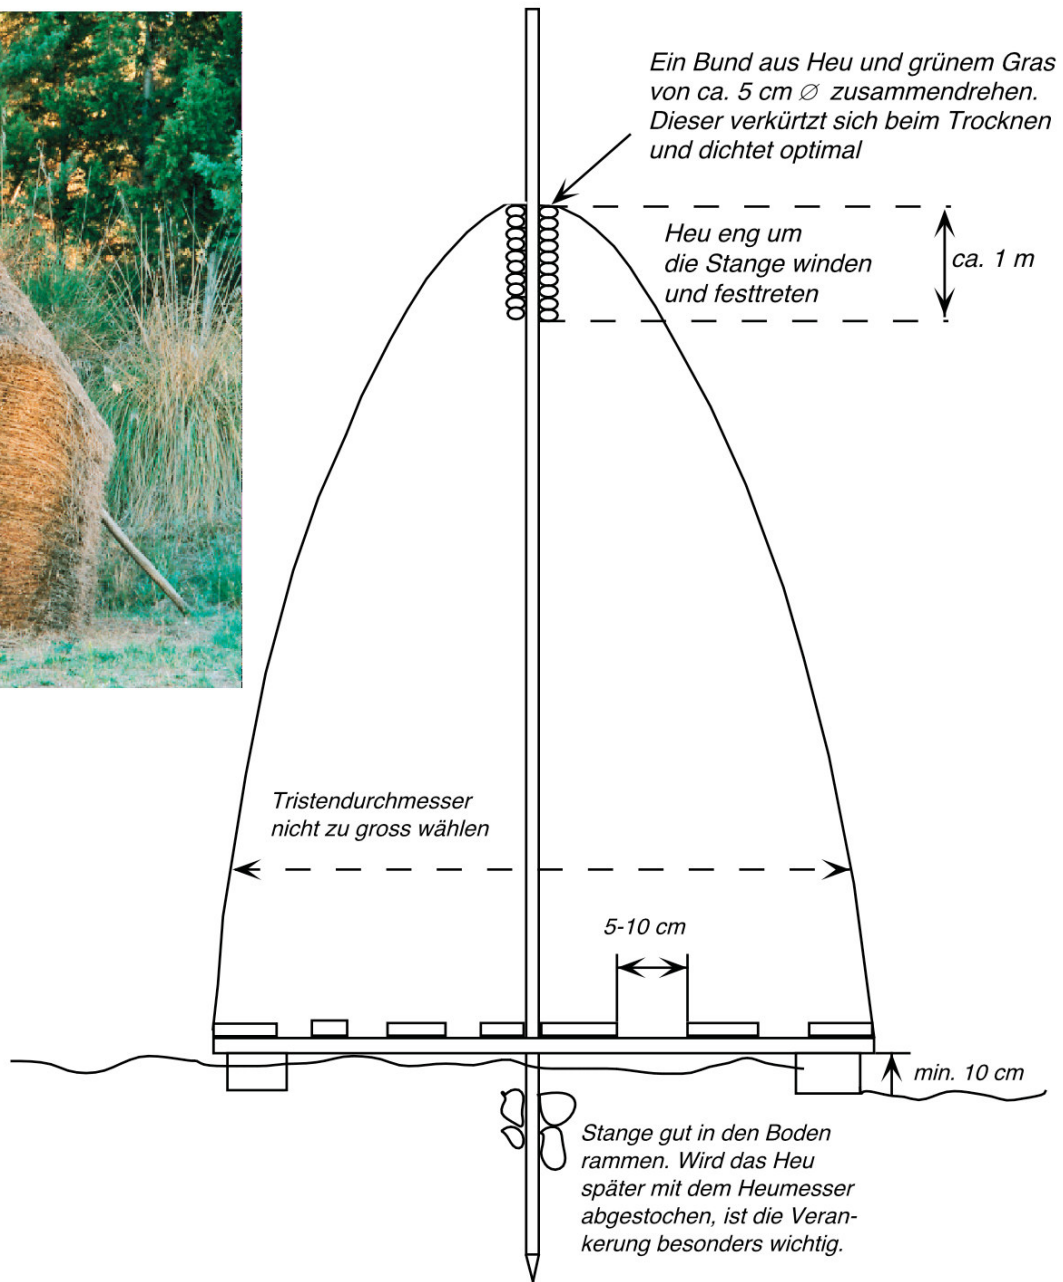 Ein Bund aus Heu und grünem Gras
von ca. 5 cm ∅ zusammendrehen.
Dieser verkürtzt sich beim Trocknen
und dichtet optimal
Heu eng um
die Stange winden
und festtreten
ca. 1 m
Tristendurchmesser
nicht zu gross wählen
5-10 cm
min. 10 cm
Stange gut in den Boden
rammen. Wird das Heu
später mit dem Heumesser
abgestochen, ist die Veran-
kerung besonders wichtig.